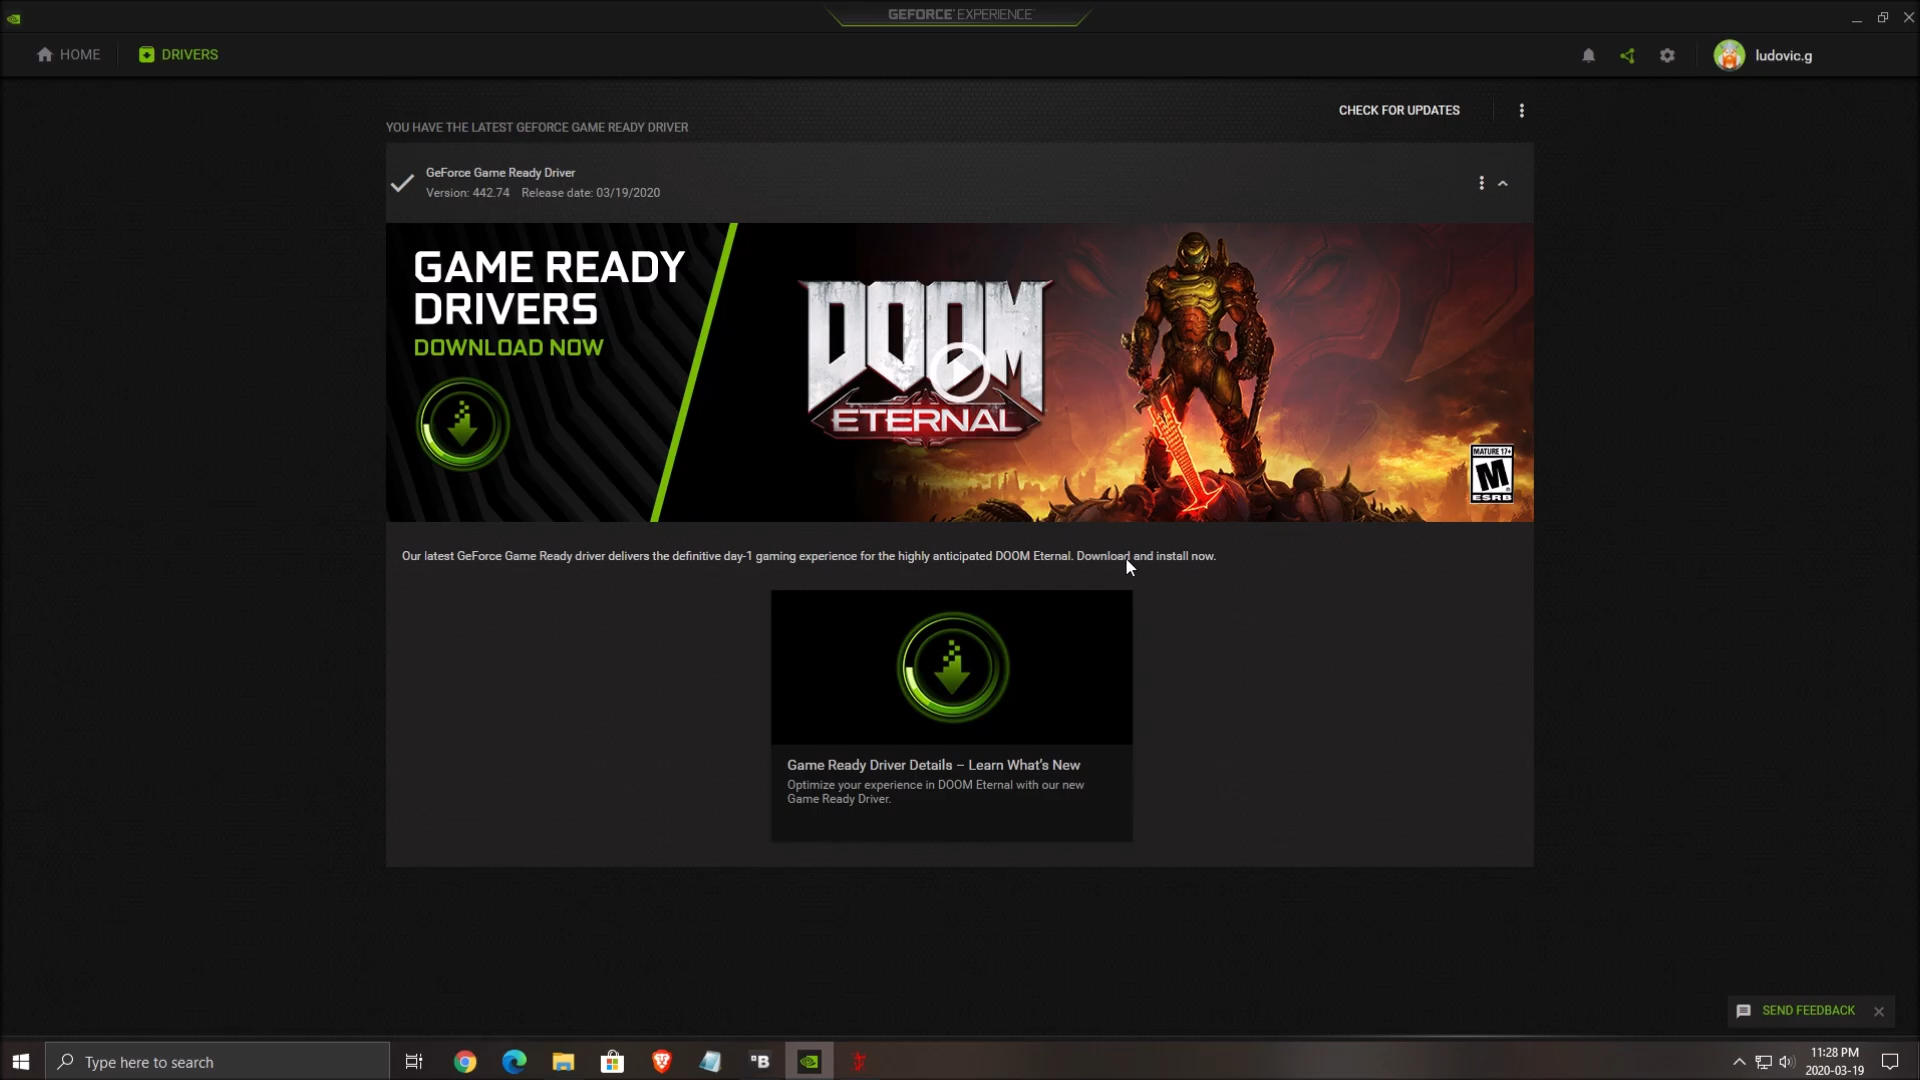 GEFORCE EXPERIENCE
HOME
DRIVERS
ludovic.g
CHECK FOR UPDATES
YOU HAVE THE LATEST GEFORCE GAME READY DRIVER
GeForce Game Ready Driver
Version: 442.74 Release date: 03/19/2020
GAME READY
DRIVERS
DOWNLOAD NOW
DOOM
ETERNAL
MATURE 17+
M
ESRB
Our latest GeForce Game Ready driver delivers the definitive day-1 gaming experience for the highly anticipated DOOM Eternal. Download and install now.
Game Ready Driver Details – Learn What's New
Optimize your experience in DOOM Eternal with our new
Game Ready Driver.
SEND FEEDBACK
Type here to search
B
11:28 PM
2020-03-19